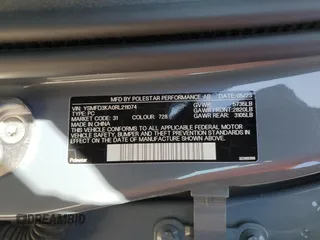 MFD BY POLESTAR PERFORMANCE AB 05/23
VIN: YSMFD3KA0RL211074 GVWR: 5735LB
TYPE: PC GAWR FRONT: 2820LB
MARKET CODE: 31 COLOUR: 728 GAWR REAR: 3105LB
MADE IN CHINA
THIS VEHICLE CONFORMS TO ALL APPLICABLE FEDERAL MOTOR
VEHICLE SAFETY, BUMPER, AND THEFT PREVENTION STANDARDS
IN EFFECT ON THE DATE OF MANUFACTURE SHOWN ABOVE.
Polestar
DREAMBID